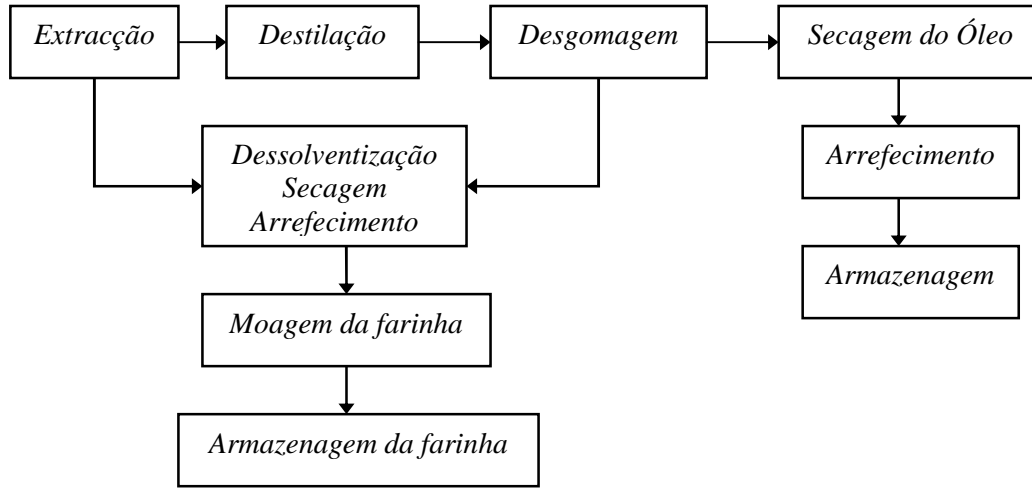 Extracção
Destilação
Desgomagem
Secagem do Óleo
Dessolventização
Secagem
Arrefecimento
Arrefecimento
Armazenagem
Moagem da farinha
Armazenagem da farinha